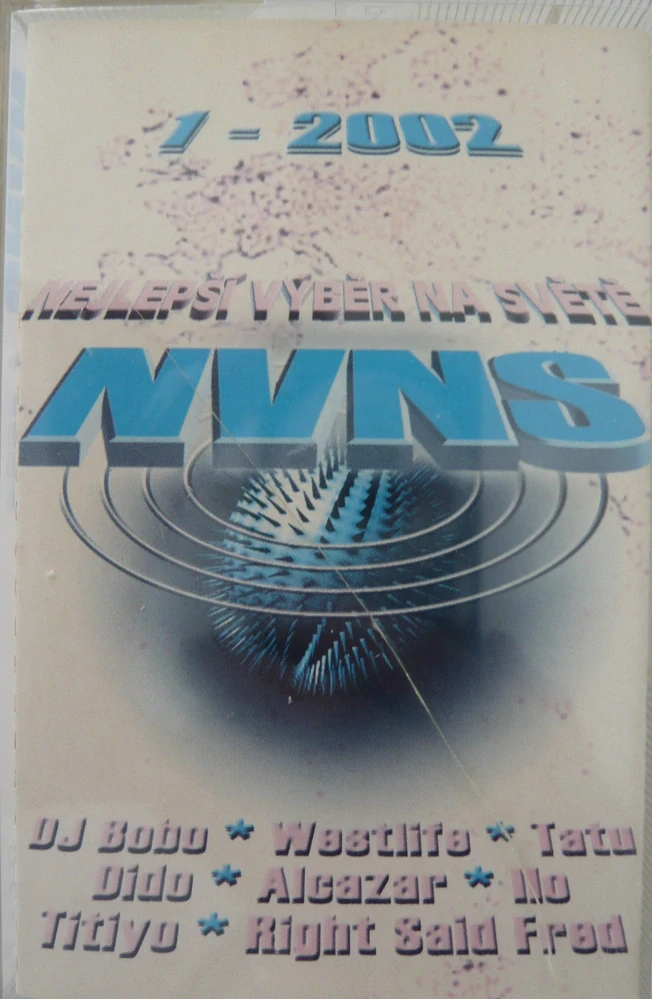 1 - 2002
NEJLEPŠÍ VÝBĚR NA SVĚTĚ
NVNS
DJ Bobo * Westlife * Tatu
Dido * Alcazar * No
Titiyo * Right Said Fred